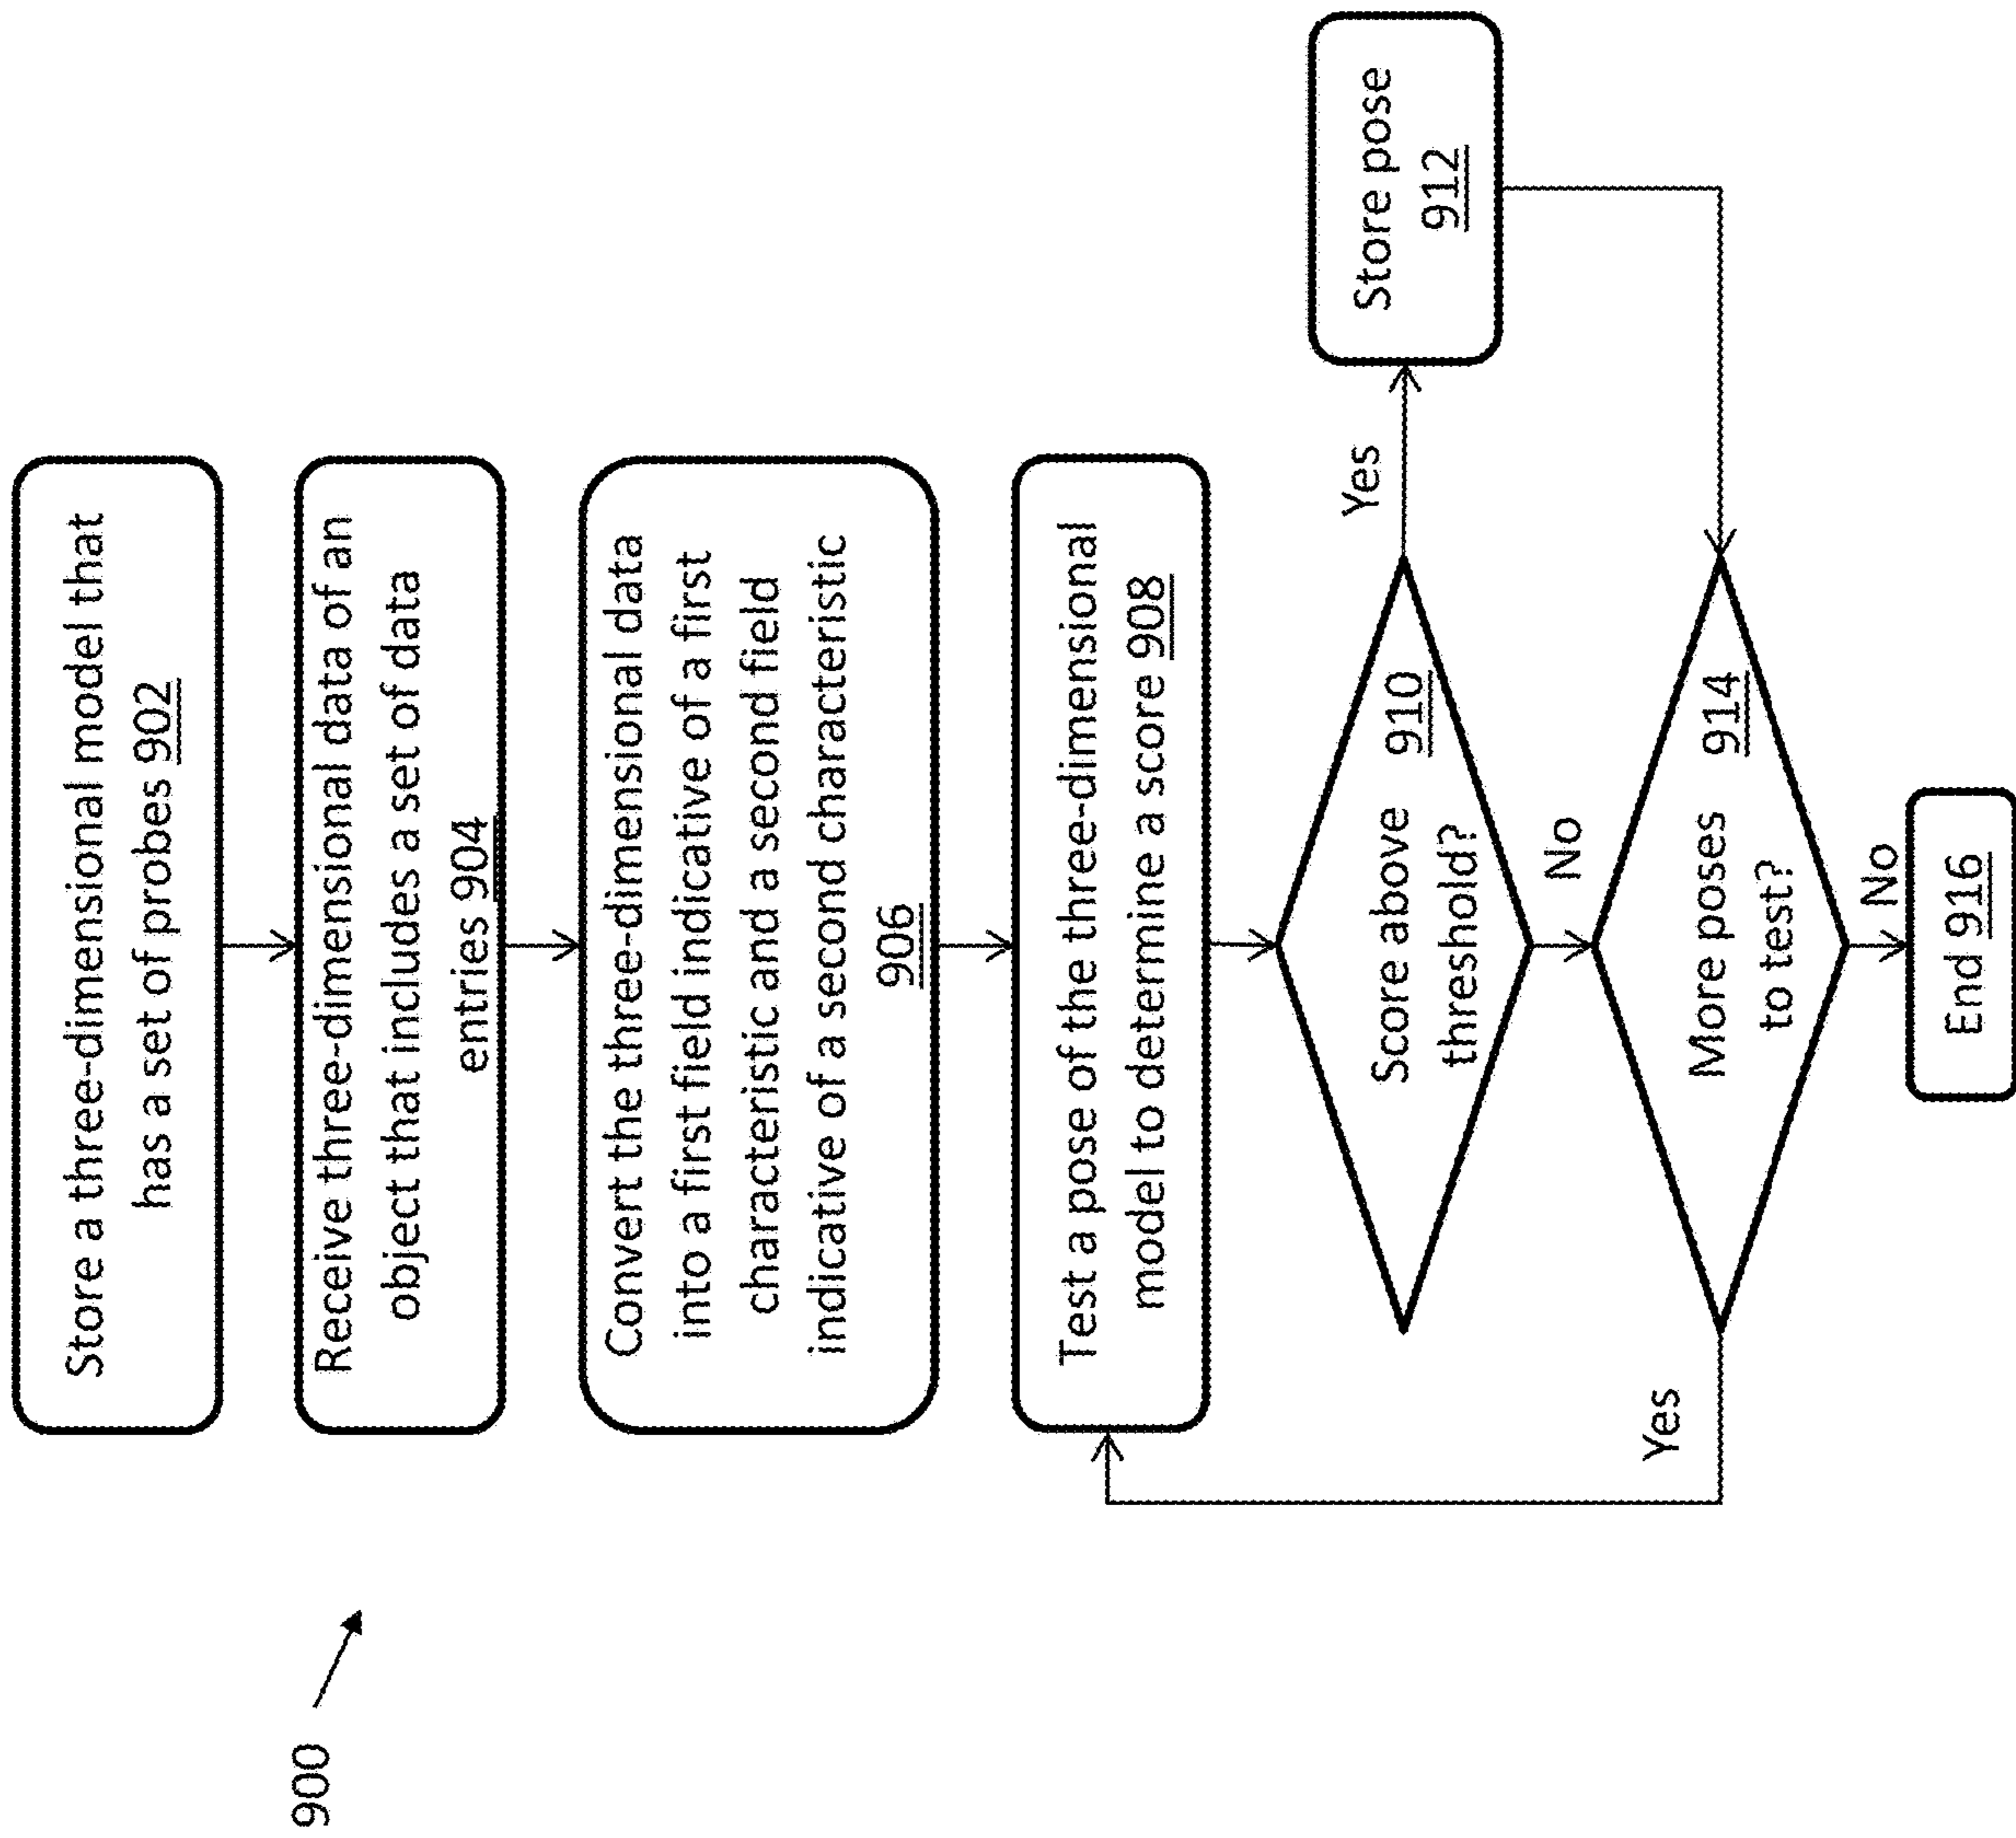 900
Store a three-dimensional model that
has a set of probes 902
Receive three-dimensional data of an
object that includes a set of data
entries 904
Convert the three-dimensional data
into a first field indicative of a first
characteristic and a second field
indicative of a second characteristic
906
Test a pose of the three-dimensional
model to determine a score 908
Score above
threshold?
910
Yes
Store pose
912
No
More poses
to test?
914
Yes
No
End 916